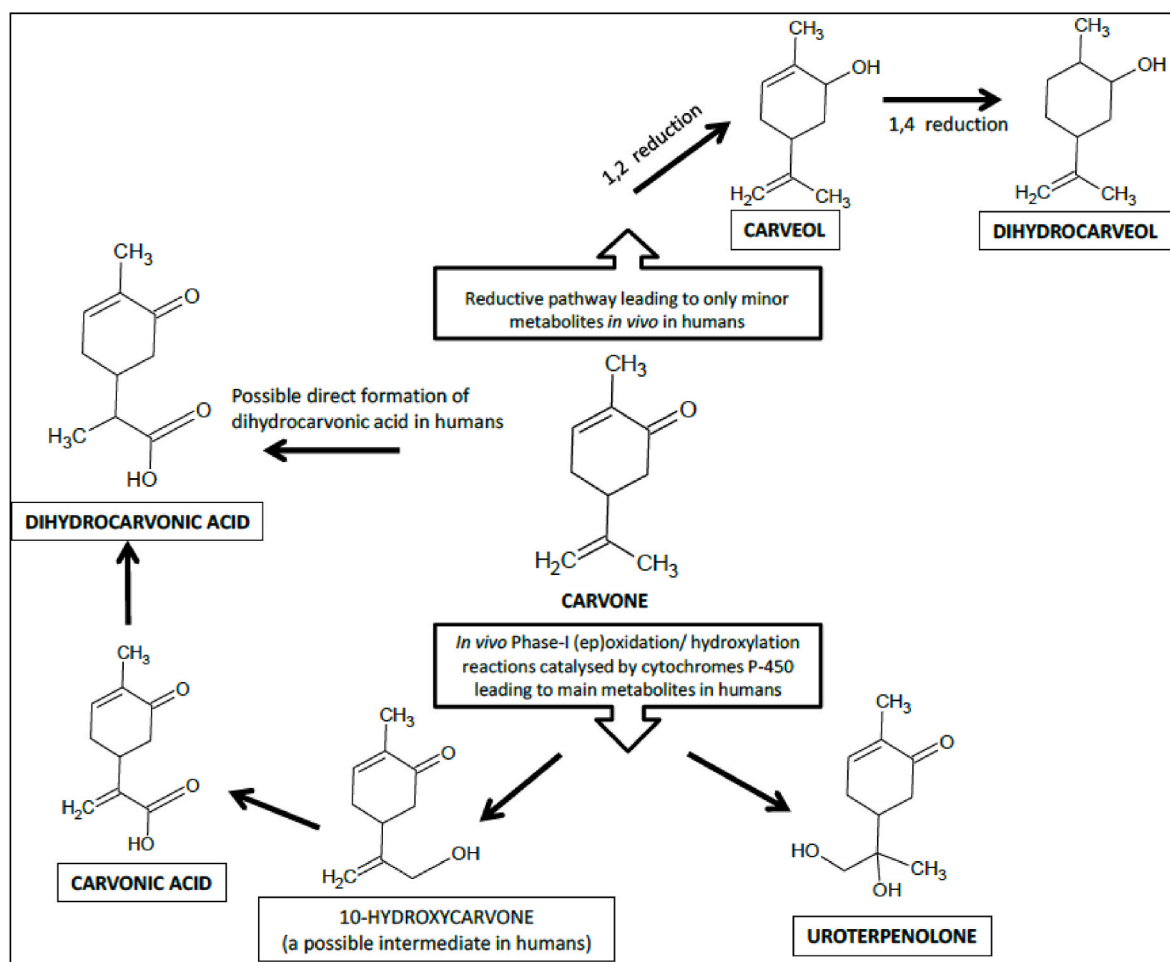 CH3
OH
1,2 reduction
H2C
CH3
CARVEOL
1,4 reduction
CH3
OH
H2C
CH3
DIHYDROCARVEOL
Reductive pathway leading to only minor
metabolites in vivo in humans
CH3
O
H3C
O
HO
DIHYDROCARVONIC ACID
Possible direct formation of
dihydrocarvonic acid in humans
CH3
O
H2C
CH3
CARVONE
In vivo Phase-I (ep)oxidation/ hydroxylation
reactions catalysed by cytochromes P-450
leading to main metabolites in humans
CH3
O
H2C
O
HO
CARVONIC ACID
CH3
O
OH
H2C
10-HYDROXYCARVONE
(a possible intermediate in humans)
CH3
O
HO
CH3
OH
UROTERPENOLONE